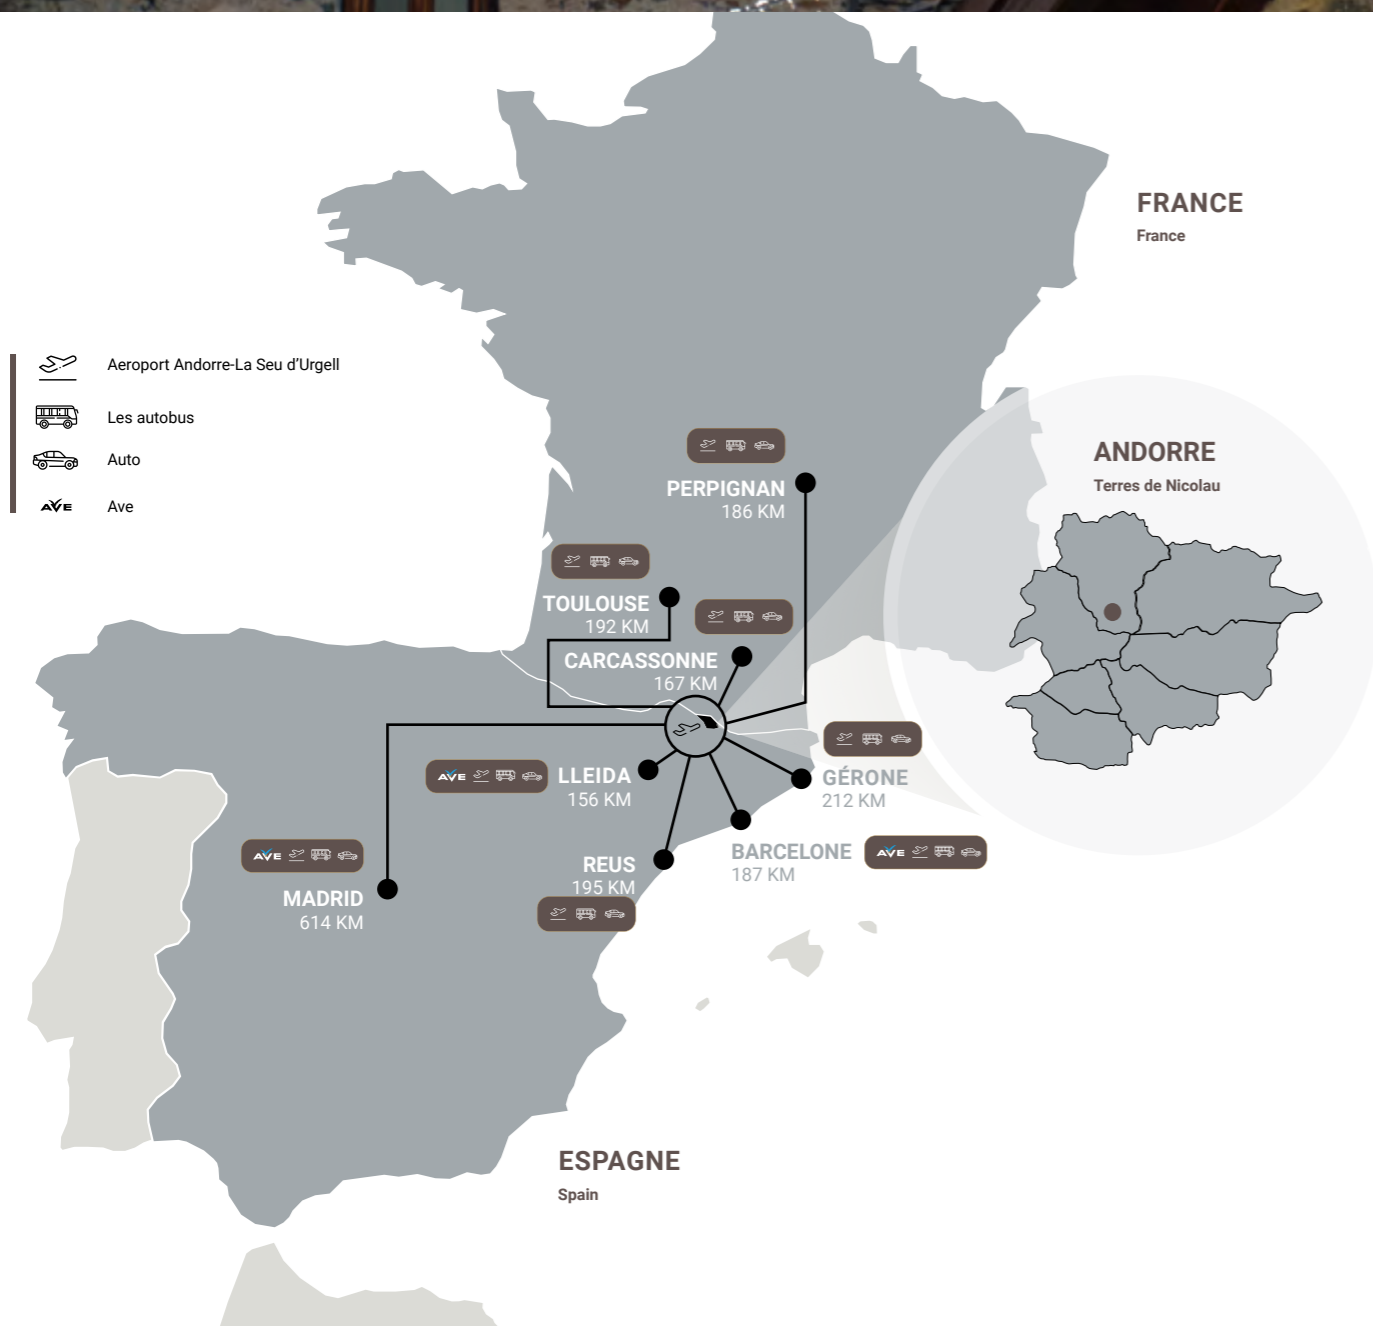 FRANCE
France
Aeroport Andorre-La Seu d’Urgell
Les autobus
Auto
AVE Ave
ANDORRE
Terres de Nicolau
PERPIGNAN
186 KM
TOULOUSE
192 KM
CARCASSONNE
167 KM
AVE LLEIDA
156 KM
GÉRONE
212 KM
BARCELONE AVE
187 KM
REUS
195 KM
AVE
MADRID
614 KM
ESPAGNE
Spain